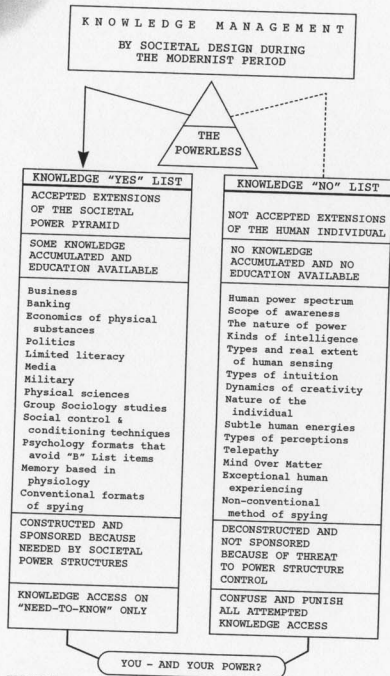 KNOWLEDGE MANAGEMENT
BY SOCIETAL DESIGN DURING
THE MODERNIST PERIOD
THE
POWERLESS
KNOWLEDGE "YES" LIST
ACCEPTED EXTENSIONS
OF THE SOCIETAL
POWER PYRAMID
SOME KNOWLEDGE
ACCUMULATED AND
EDUCATION AVAILABLE
Business
Banking
Economics of physical
substances
Politics
Limited literacy
Media
Military
Physical sciences
Group Sociology studies
Social control &
conditioning techniques
Psychology formats that
avoid "B" List items
Memory based in
physiology
Conventional formats
of spying
CONSTRUCTED AND
SPONSORED BECAUSE
NEEDED BY SOCIETAL
POWER STRUCTURES
KNOWLEDGE ACCESS ON
"NEED-TO-KNOW" ONLY
KNOWLEDGE "NO" LIST
NOT ACCEPTED EXTENSIONS
OF THE HUMAN INDIVIDUAL
NO KNOWLEDGE
ACCUMULATED AND NO
EDUCATION AVAILABLE
Human power spectrum
Scope of awareness
The nature of power
Kinds of intelligence
Types and real extent
of human sensing
Types of intuition
Dynamics of creativity
Nature of the
individual
Subtle human energies
Types of perceptions
Telepathy
Mind Over Matter
Exceptional human
experiencing
Non-conventional
method of spying
DECONSTRUCTED AND
NOT SPONSORED
BECAUSE OF THREAT
TO POWER STRUCTURE
CONTROL
CONFUSE AND PUNISH
ALL ATTEMPTED
KNOWLEDGE ACCESS
YOU - AND YOUR POWER?